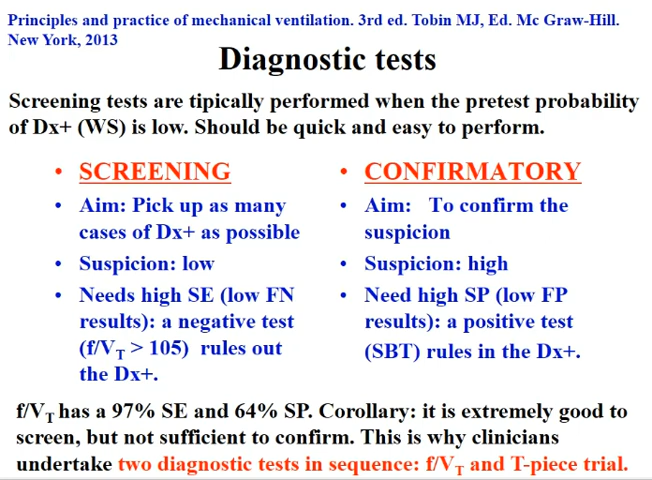 Principles and practice of mechanical ventilation. 3rd ed. Tobin MJ, Ed. Mc Graw-Hill.
New York, 2013
Diagnostic tests
Screening tests are tipically performed when the pretest probability
of Dx+ (WS) is low. Should be quick and easy to perform.
• SCREENING
• Aim: Pick up as many
cases of Dx+ as possible
• Suspicion: low
• Needs high SE (low FN
results): a negative test
(f/VT > 105) rules out
the Dx+.
• CONFIRMATORY
• Aim: To confirm the
suspicion
• Suspicion: high
• Need high SP (low FP
results): a positive test
(SBT) rules in the Dx+.
f/VT has a 97% SE and 64% SP. Corollary: it is extremely good to
screen, but not sufficient to confirm. This is why clinicians
undertake two diagnostic tests in sequence: f/VT and T-piece trial.